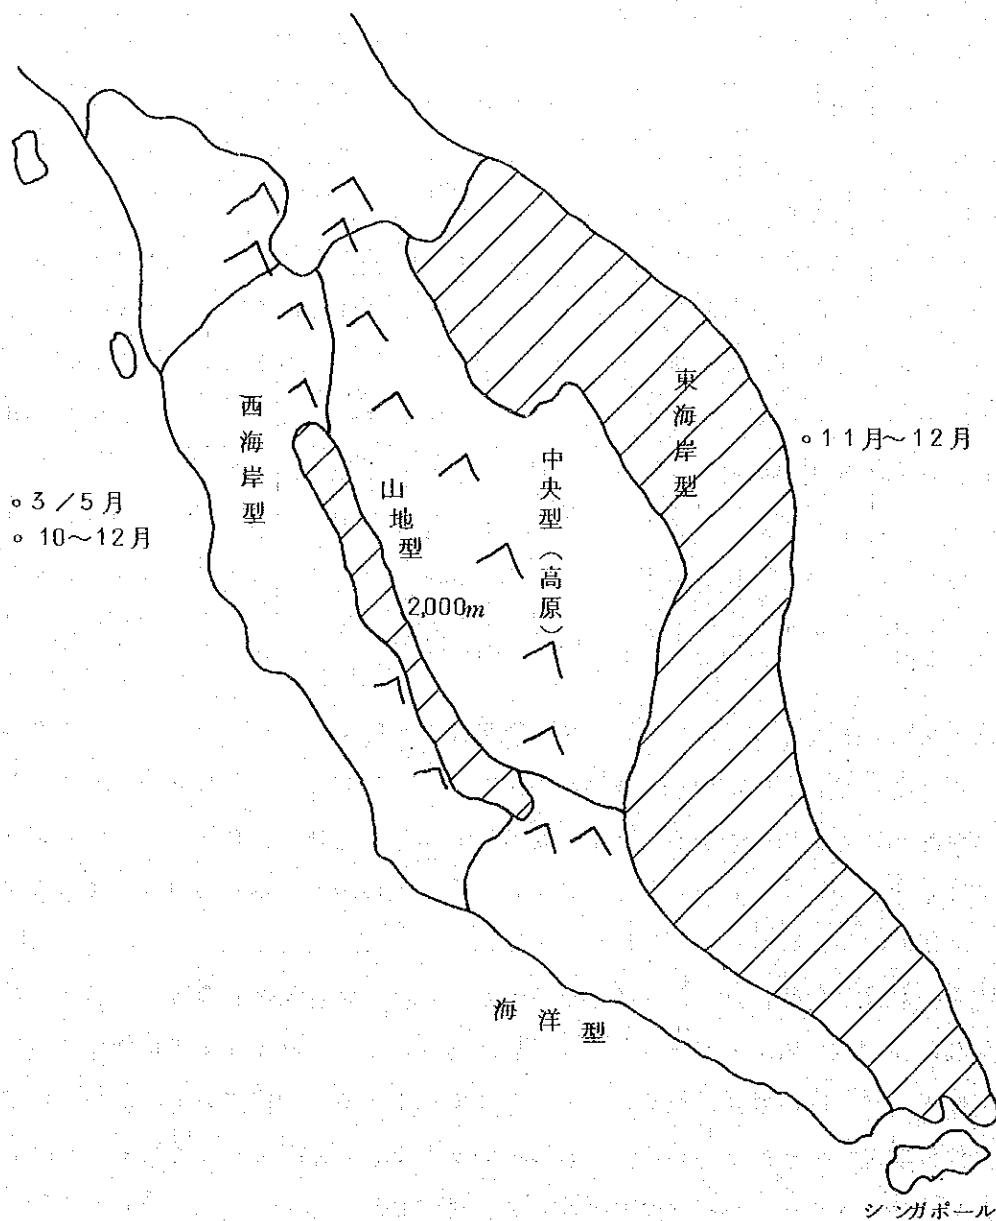 東海岸型
。11月～12月
西海岸型
中央型（高原）
山地型
。3／5月
。10～12月
2,000m
海洋型
シンガポール